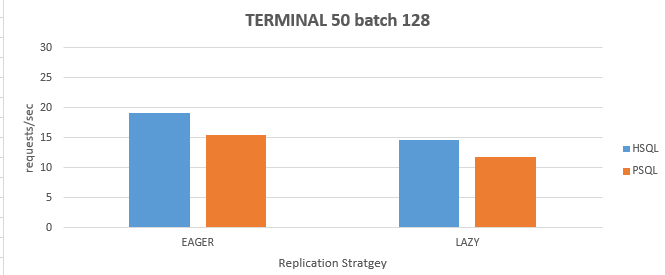 TERMINAL 50 batch 128
30
25
20
15
10
5
0
requests/sec
EAGER
LAZY
Replication Stratgey
HSQL
PSQL